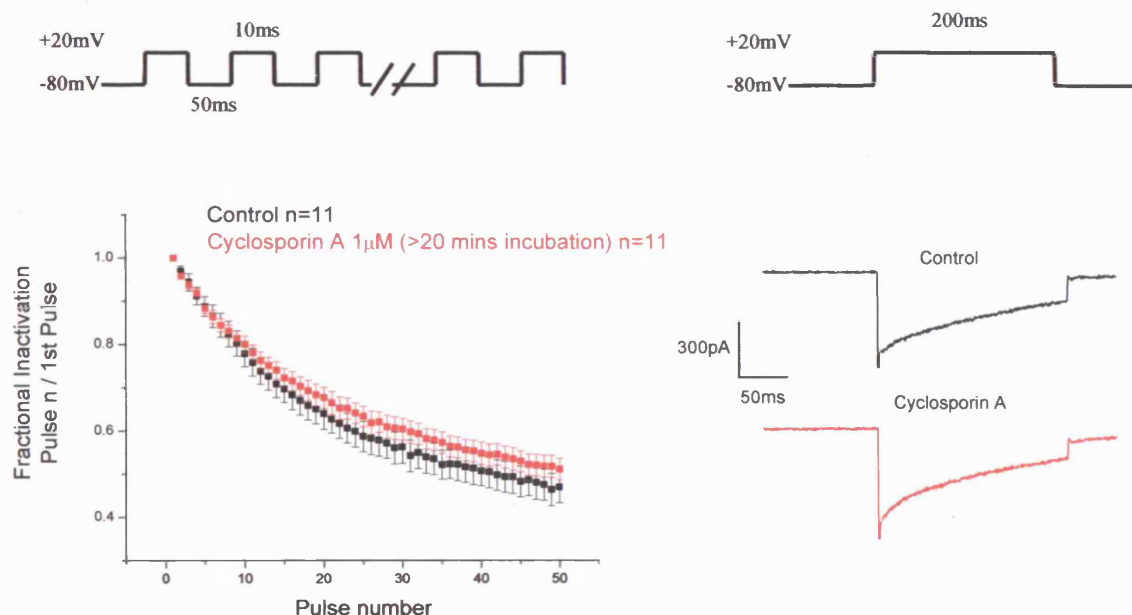 10ms
+20mV
-80mV
50ms
200ms
+20mV
-80mV
Control n=11
Cyclosporin A 1μM (>20 mins incubation) n=11
Fractional Inactivation
Pulse n / 1st Pulse
1.0
0.8
0.6
0.4
0
10
20
30
40
50
Pulse number
Control
300pA
50ms
Cyclosporin A